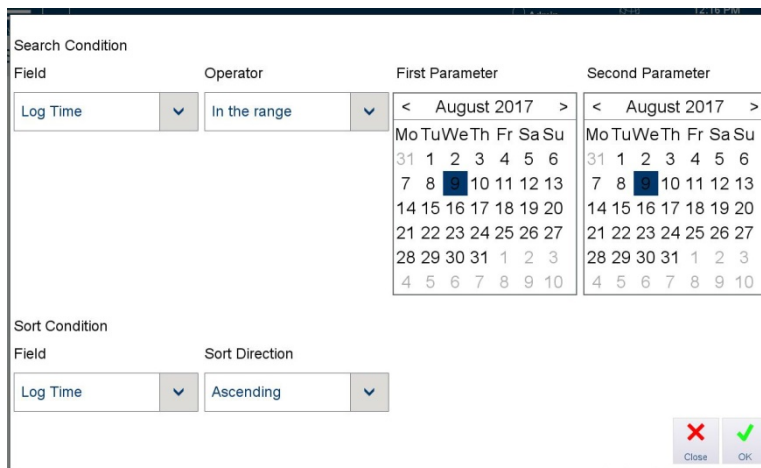 12:16 PM
Search Condition
Field Operator First Parameter Second Parameter
Log Time In the range
< August 2017 > < August 2017 >
Mo Tu We Th Fr Sa Su Mo Tu We Th Fr Sa Su
31 1 2 3 4 5 6 31 1 2 3 4 5 6
7 8 9 10 11 12 13 7 8 9 10 11 12 13
14 15 16 17 18 19 20 14 15 16 17 18 19 20
21 22 23 24 25 26 27 21 22 23 24 25 26 27
28 29 30 31 1 2 3 28 29 30 31 1 2 3
4 5 6 7 8 9 10 4 5 6 7 8 9 10
Sort Condition
Field Sort Direction
Log Time Ascending
Close OK